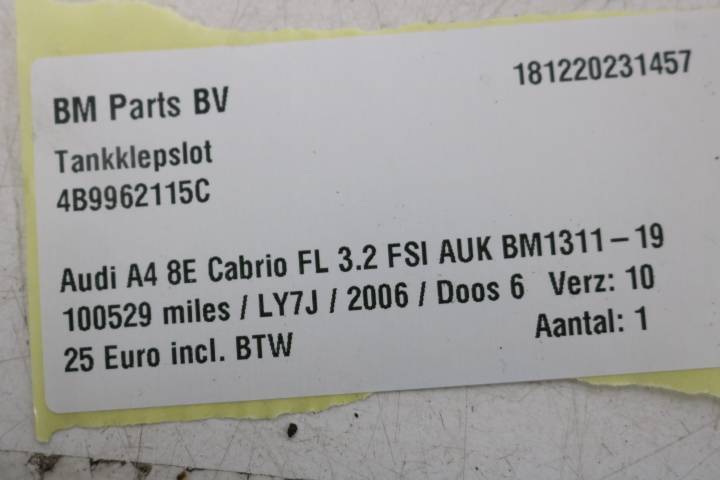 BM Parts BV 181220231457
Tankklepslot
4B9962115C
Audi A4 8E Cabrio FL 3.2 FSI AUK BM1311-19
100529 miles / LY7J / 2006 / Doos 6 Verz: 10
25 Euro incl. BTW Aantal: 1